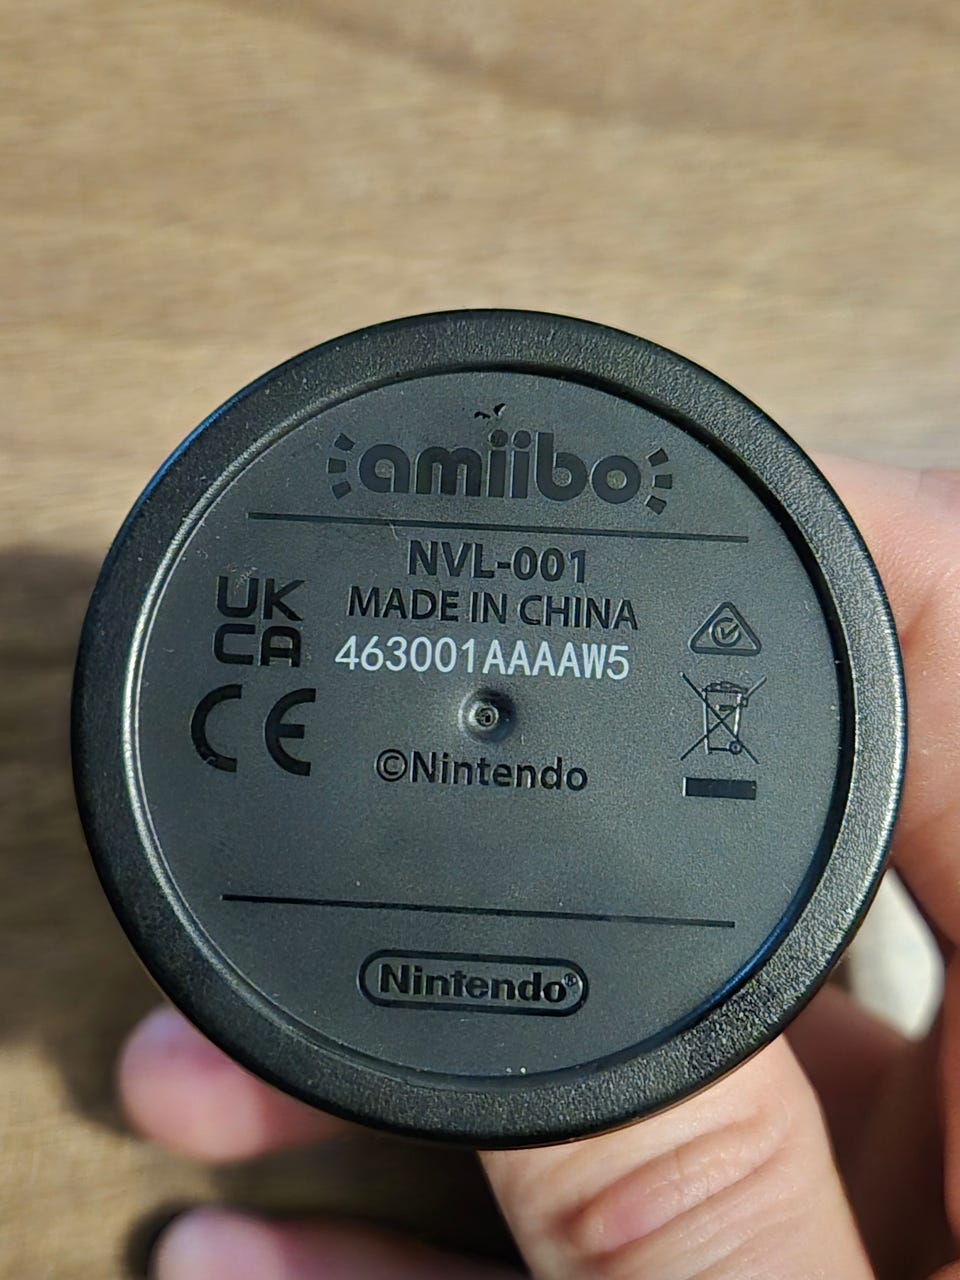 amiibo
NVL-001
MADE IN CHINA
UK
CA
463001AAAAW5
CE
©Nintendo
Nintendo®